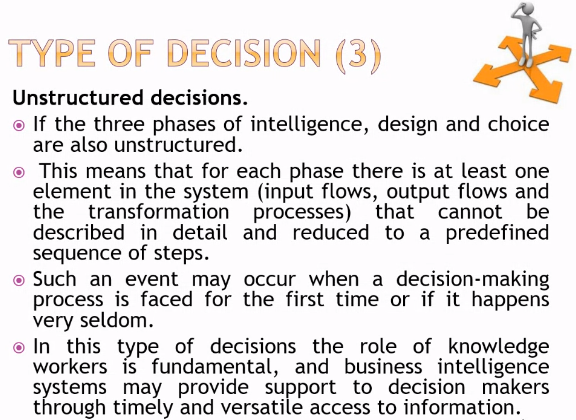 TYPE OF DECISION (3)
Unstructured decisions.
If the three phases of intelligence, design and choice
are also unstructured.
This means that for each phase there is at least one
element in the system (input flows, output flows and
the transformation processes) that cannot be
described in detail and reduced to a predefined
sequence of steps.
Such an event may occur when a decision-making
process is faced for the first time or if it happens
very seldom.
In this type of decisions the role of knowledge
workers is fundamental, and business intelligence
systems may provide support to decision makers
through timely and versatile access to information.